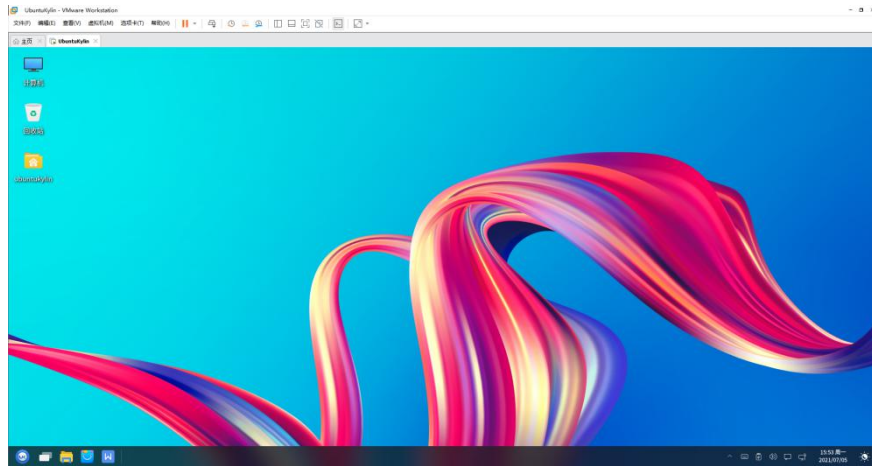 UbuntuKylin - VMware Workstation
文件(F) 编辑(E) 查看(V) 虚拟机(M) 选项卡(T) 帮助(H)
主页 UbuntuKylin
计算机
回收站
ubuntukylin
15:53 周一
2021/07/05